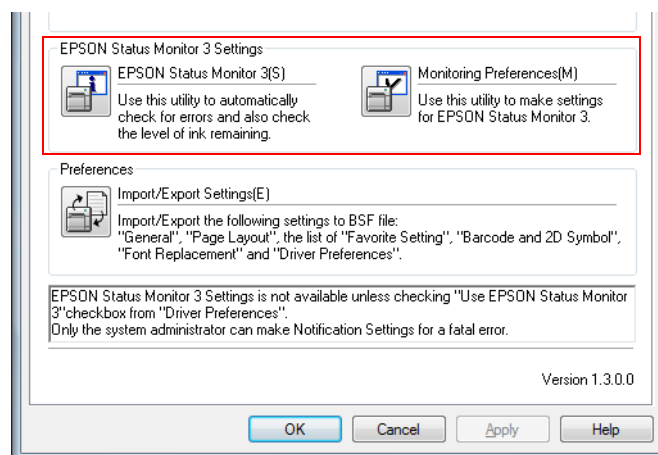 EPSON Status Monitor 3 Settings
EPSON Status Monitor 3(S)
Use this utility to automatically
check for errors and also check
the level of ink remaining.
Monitoring Preferences(M)
Use this utility to make settings
for EPSON Status Monitor 3.
Preferences
Import/Export Settings(E)
Import/Export the following settings to BSF file:
"General", "Page Layout", the list of "Favorite Setting", "Barcode and 2D Symbol",
"Font Replacement" and "Driver Preferences".
EPSON Status Monitor 3 Settings is not available unless checking "Use EPSON Status Monitor
3"checkbox from "Driver Preferences".
Only the system administrator can make Notification Settings for a fatal error.
Version 1.3.0.0
OK Cancel Apply Help